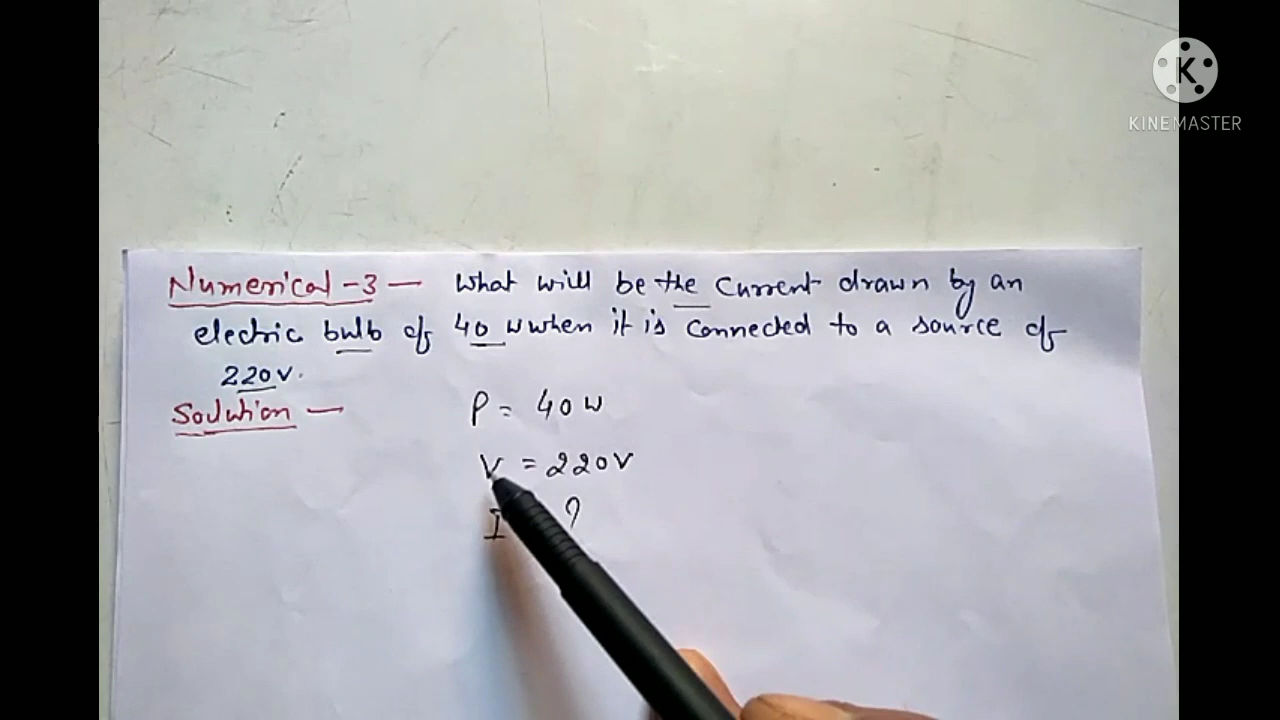 KINEMASTER
Numerical-3 — What will be the current drawn by an
electric bulb of 40 w when it is connected to a source of
220v.
Solution — P = 40 W
V = 220V
I ?